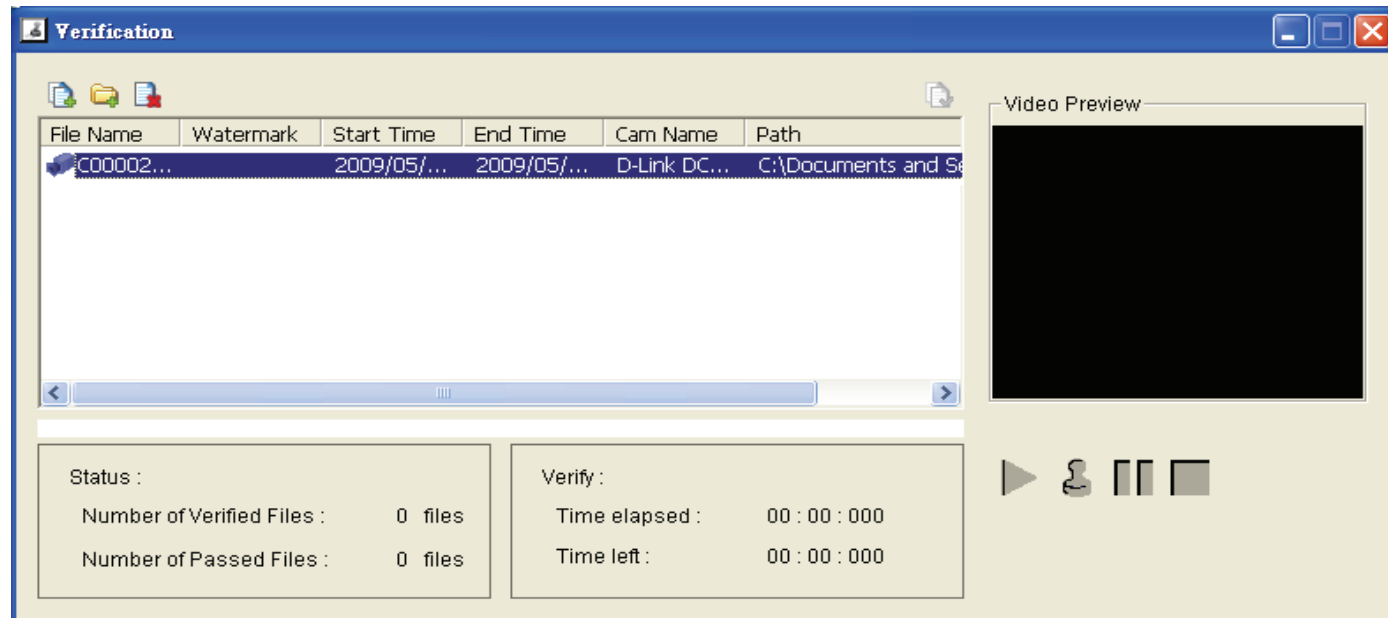 Verification
Video Preview
File Name Watermark Start Time End Time Cam Name Path
C00002... 2009/05/... 2009/05/... D-Link DC... C:\Documents and Se
Status :
Number of Verified Files : 0 files
Number of Passed Files : 0 files
Verify :
Time elapsed : 00 : 00 : 000
Time left : 00 : 00 : 000